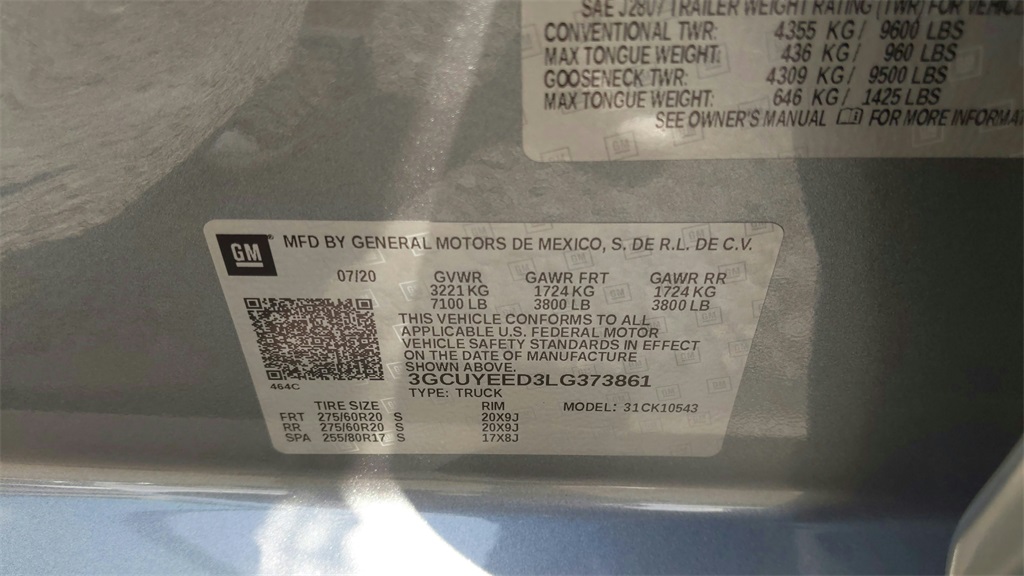 SAE J2807 TRAILER WEIGHT RATING (TWR) FOR
CONVENTIONAL TWR: 4355 KG / 9600 LBS
MAX TONGUE WEIGHT: 436 KG / 960 LBS
GOOSENECK TWR: 4309 KG / 9500 LBS
MAX TONGUE WEIGHT: 646 KG / 1425 LBS
SEE OWNER'S MANUAL FOR MORE
GM
MFD BY GENERAL MOTORS DE MEXICO, S. DE R.L. DE C.V.
07/20 GVWR GAWR FRT GAWR RR
3221 KG 1724 KG 1724 KG
7100 LB 3800 LB 3800 LB
THIS VEHICLE CONFORMS TO ALL
APPLICABLE U.S. FEDERAL MOTOR
VEHICLE SAFETY STANDARDS IN EFFECT
ON THE DATE OF MANUFACTURE
SHOWN ABOVE.
464C
3GCUYEED3LG373861
TYPE: TRUCK
TIRE SIZE RIM MODEL: 31CK10543
FRT 275/60R20 S 20X9J
RR 275/60R20 S 20X9J
SPA 255/80R17 S 17X8J